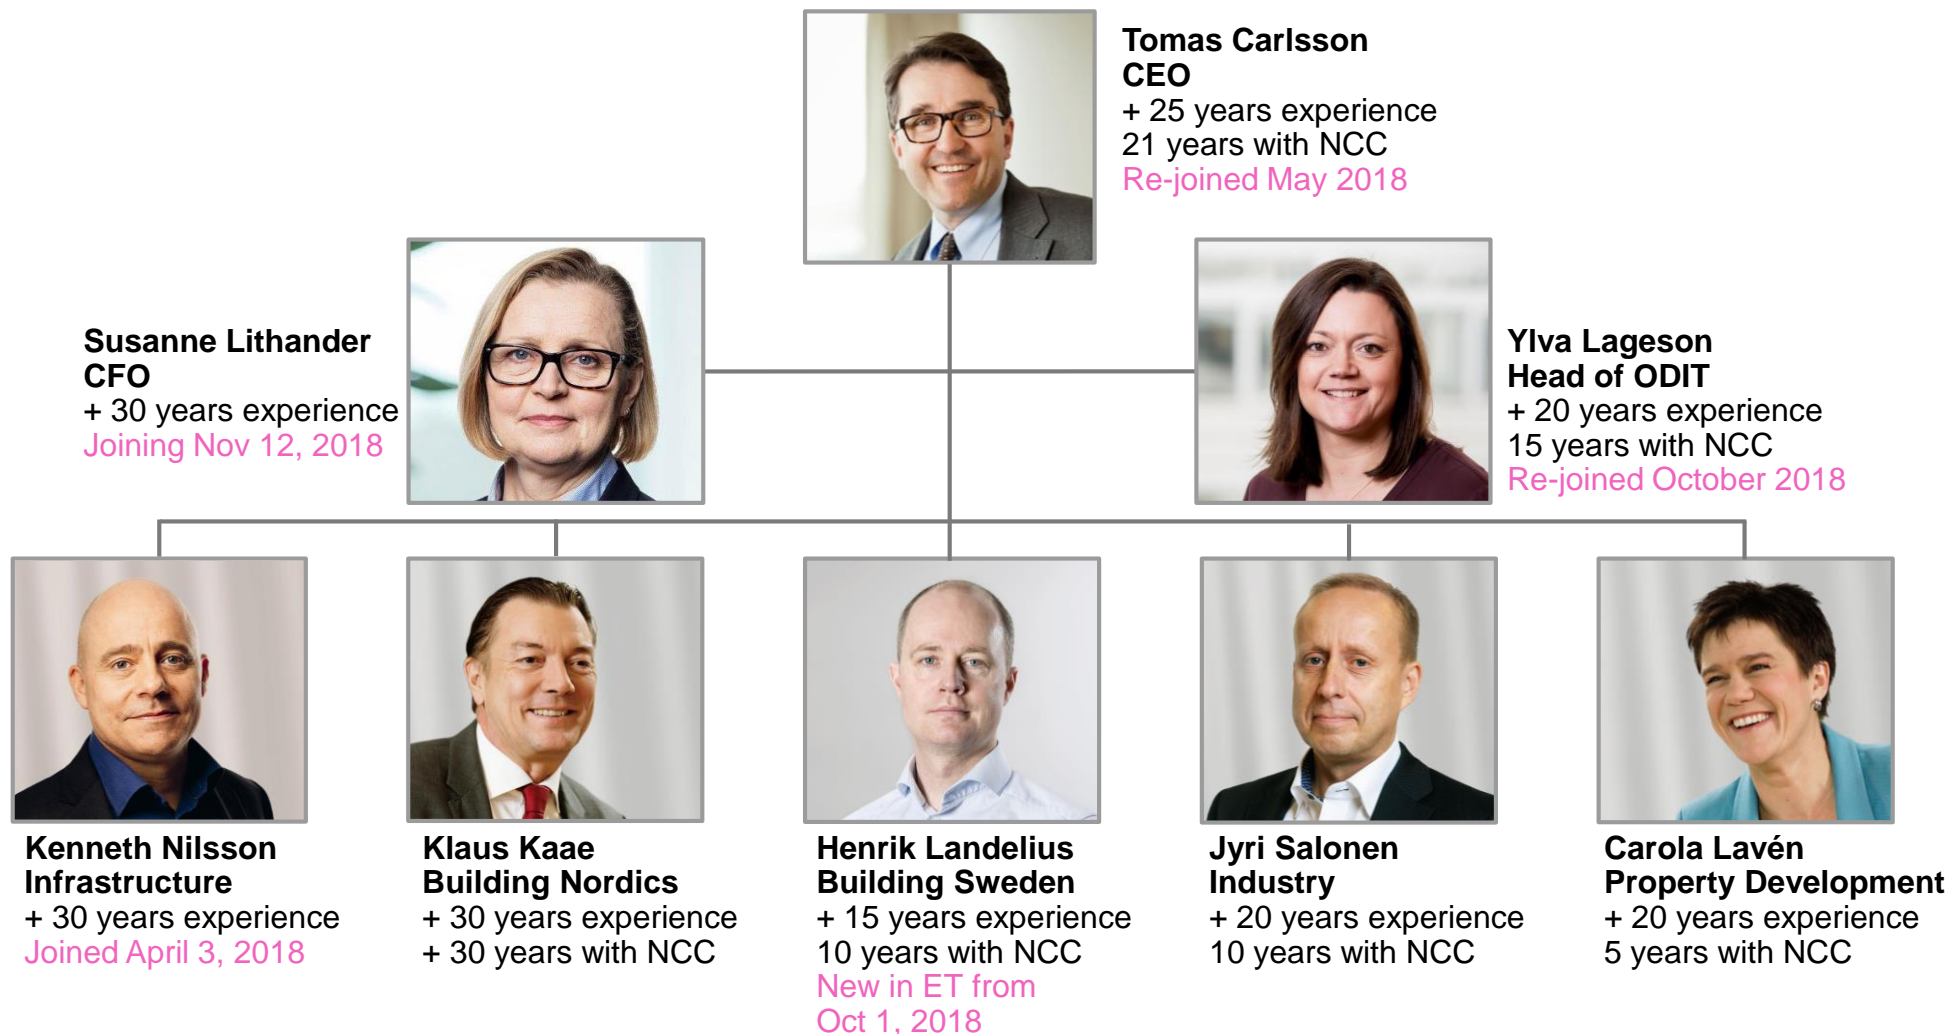 Tomas Carlsson
CEO
+ 25 years experience
21 years with NCC
Re-joined May 2018
Susanne Lithander
CFO
+ 30 years experience
Joining Nov 12, 2018
Ylva Lageson
Head of ODIT
+ 20 years experience
15 years with NCC
Re-joined October 2018
Kenneth Nilsson
Infrastructure
+ 30 years experience
Joined April 3, 2018
Klaus Kaae
Building Nordics
+ 30 years experience
+ 30 years with NCC
Henrik Landelius
Building Sweden
+ 15 years experience
10 years with NCC
New in ET from
Oct 1, 2018
Jyri Salonen
Industry
+ 20 years experience
10 years with NCC
Carola Lavén
Property Development
+ 20 years experience
5 years with NCC